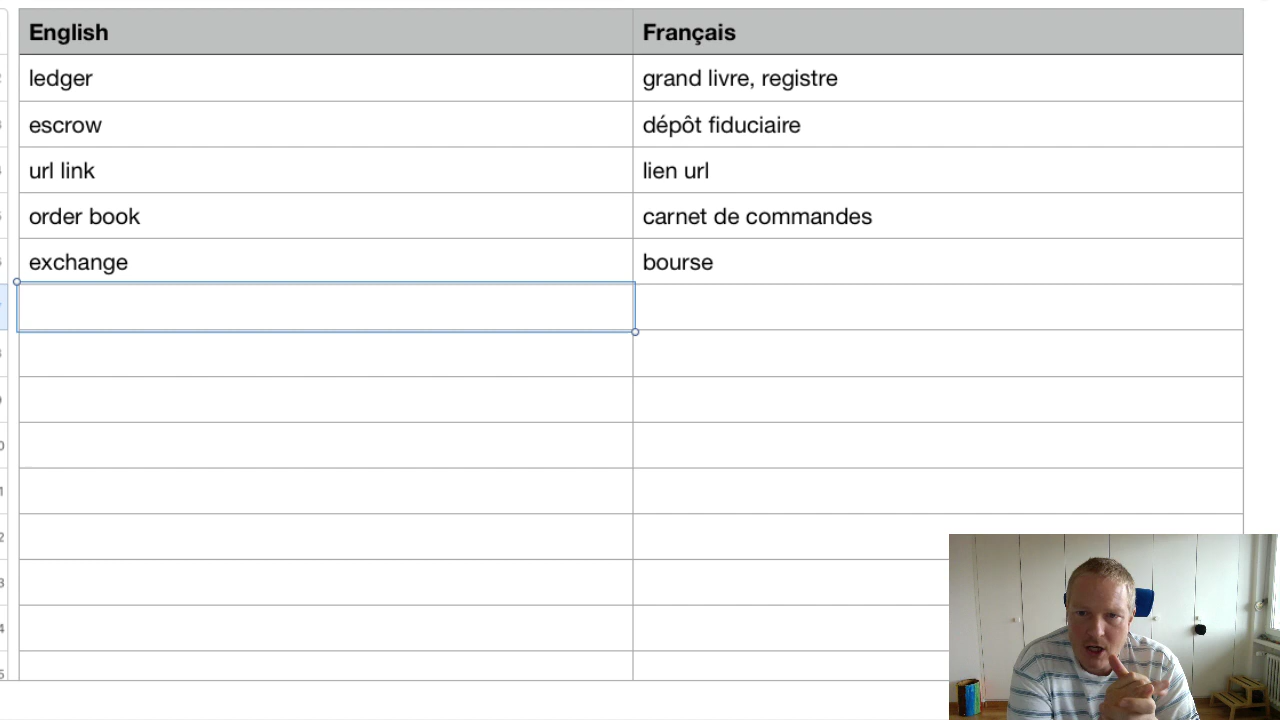 English Français
ledger grand livre, registre
escrow dépôt fiduciaire
url link lien url
order book carnet de commandes
exchange bourse